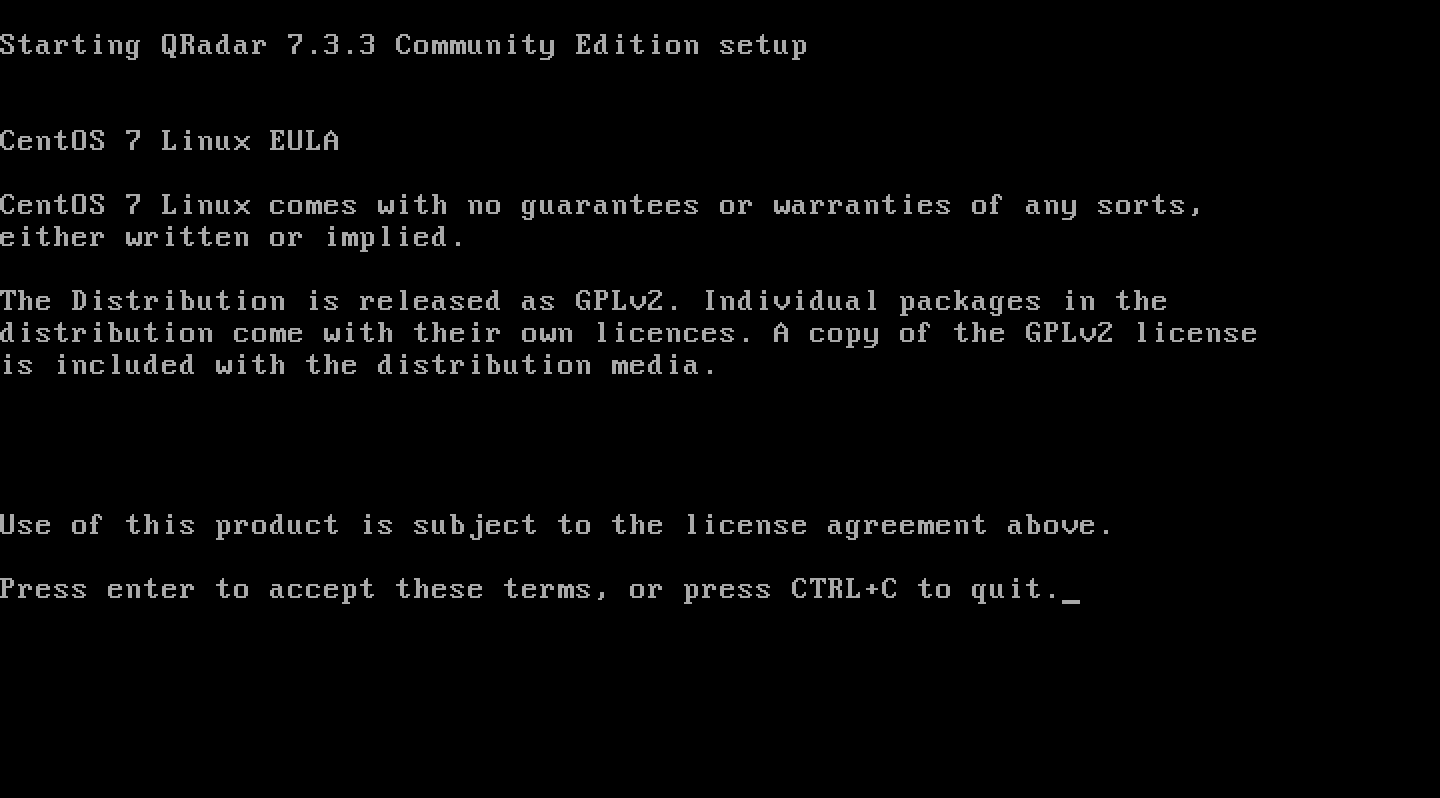 Starting QRadar 7.3.3 Community Edition setup
CentOS 7 Linux EULA
CentOS 7 Linux comes with no guarantees or warranties of any sorts,
either written or implied.
The Distribution is released as GPLv2. Individual packages in the
distribution come with their own licences. A copy of the GPLv2 license
is included with the distribution media.
Use of this product is subject to the license agreement above.
Press enter to accept these terms, or press CTRL+C to quit._